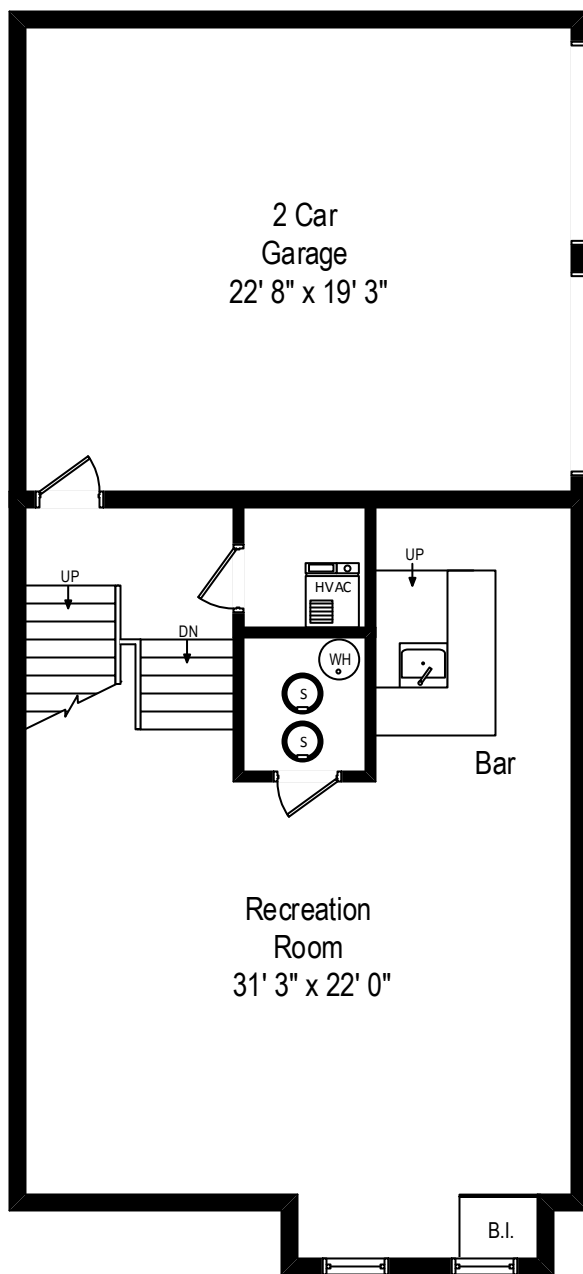 2 Car
Garage
22' 8" x 19' 3"
UP
DN
HVAC
UP
WH
S
S
Bar
Recreation
Room
31' 3" x 22' 0"
B.I.